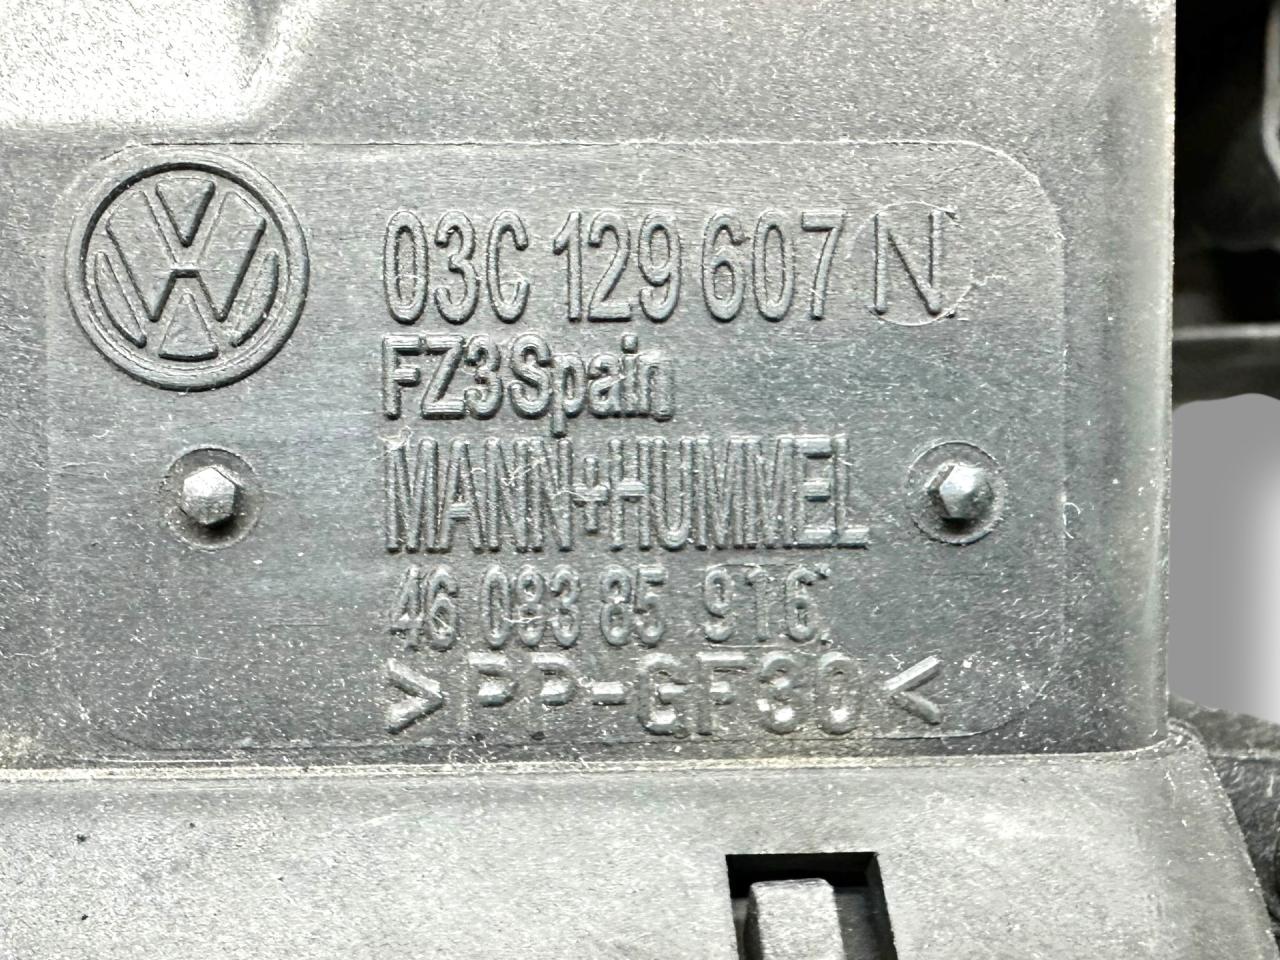 03C 129 607 N
FZ3Spain
MANN+HUMMEL
46 083 85 916
>PP-GF30<